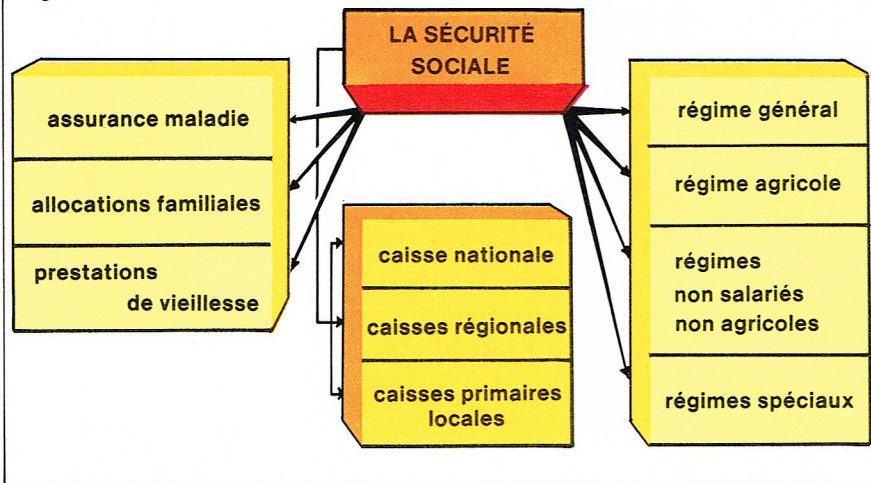 LA SÉCURITÉ
SOCIALE
assurance maladie
allocations familiales
prestations
de vieillesse
caisse nationale
caisses régionales
caisses primaires
locales
régime général
régime agricole
régimes
non salariés
non agricoles
régimes spéciaux